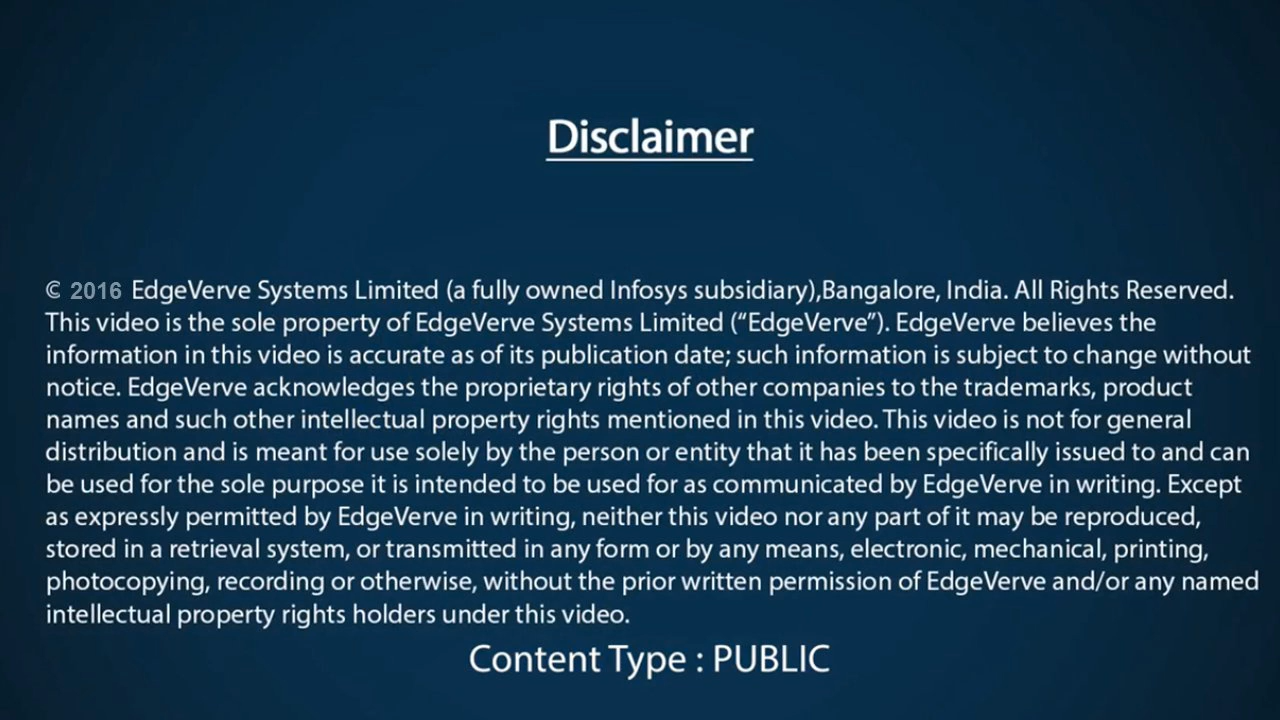 Disclaimer
© 2016 EdgeVerve Systems Limited (a fully owned Infosys subsidiary),Bangalore, India. All Rights Reserved.
This video is the sole property of EdgeVerve Systems Limited (“EdgeVerve”). EdgeVerve believes the
information in this video is accurate as of its publication date; such information is subject to change without
notice. EdgeVerve acknowledges the proprietary rights of other companies to the trademarks, product
names and such other intellectual property rights mentioned in this video. This video is not for general
distribution and is meant for use solely by the person or entity that it has been specifically issued to and can
be used for the sole purpose it is intended to be used for as communicated by EdgeVerve in writing. Except
as expressly permitted by EdgeVerve in writing, neither this video nor any part of it may be reproduced,
stored in a retrieval system, or transmitted in any form or by any means, electronic, mechanical, printing,
photocopying, recording or otherwise, without the prior written permission of EdgeVerve and/or any named
intellectual property rights holders under this video.
Content Type : PUBLIC